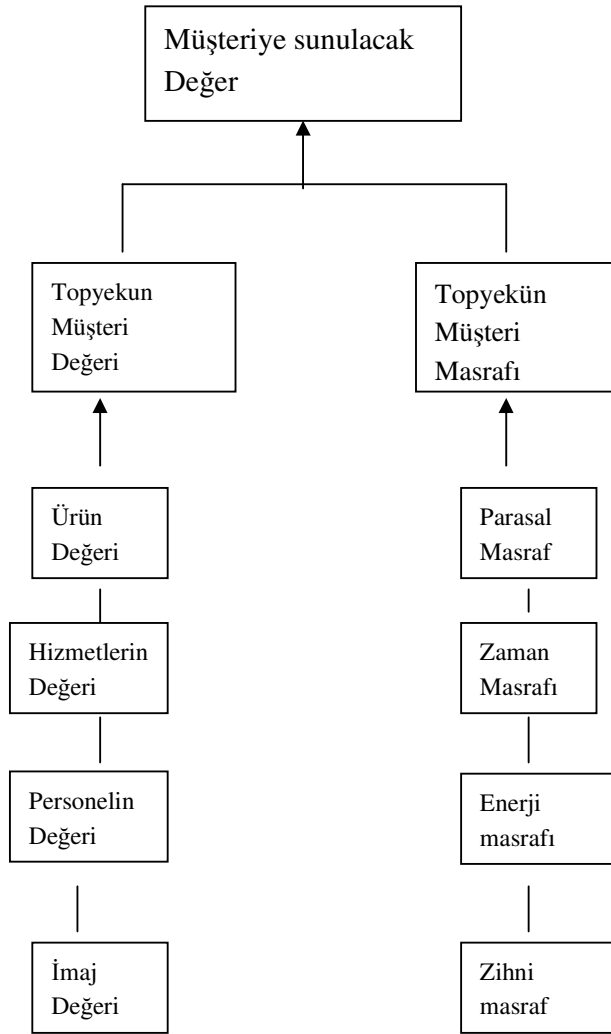 Müşteriye sunulacak
Değer
Topyekun
Müşteri
Değeri
Topyekün
Müşteri
Masrafı
Ürün
Değeri
Parasal
Masraf
Hizmetlerin
Değeri
Zaman
Masrafı
Personelin
Değeri
Enerji
masrafı
İmaj
Değeri
Zihni
masraf